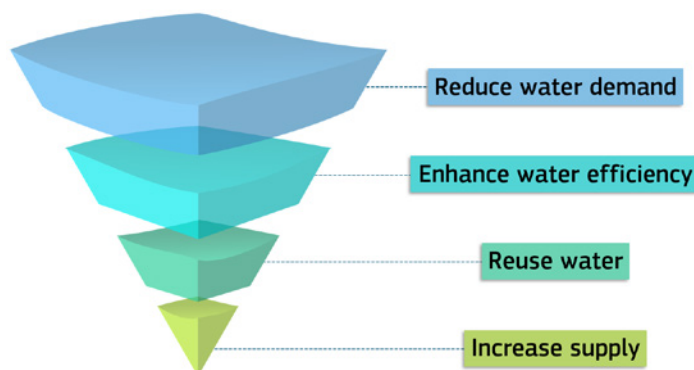 Reduce water demand
Enhance water efficiency
Reuse water
Increase supply